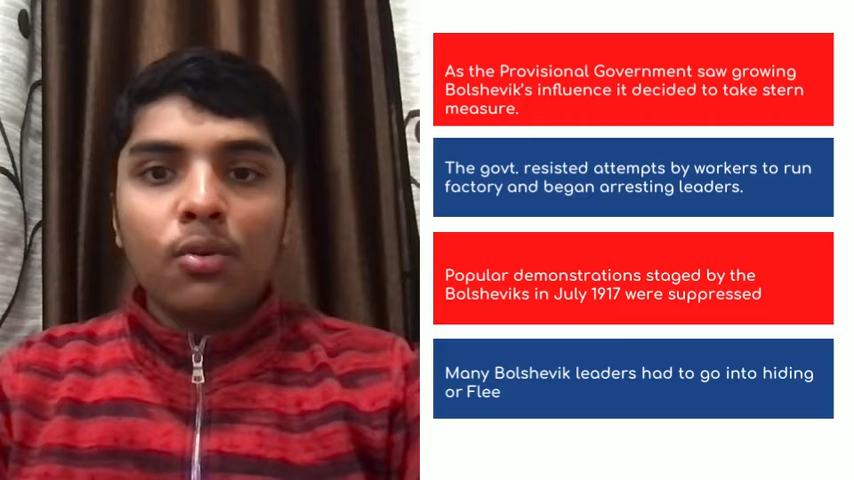 As the Provisional Government saw growing
Bolshevik's influence it decided to take stern
measure.
The govt. resisted attempts by workers to run
factory and began arresting leaders.
Popular demonstrations staged by the
Bolsheviks in July 1917 were suppressed
Many Bolshevik leaders had to go into hiding
or Flee